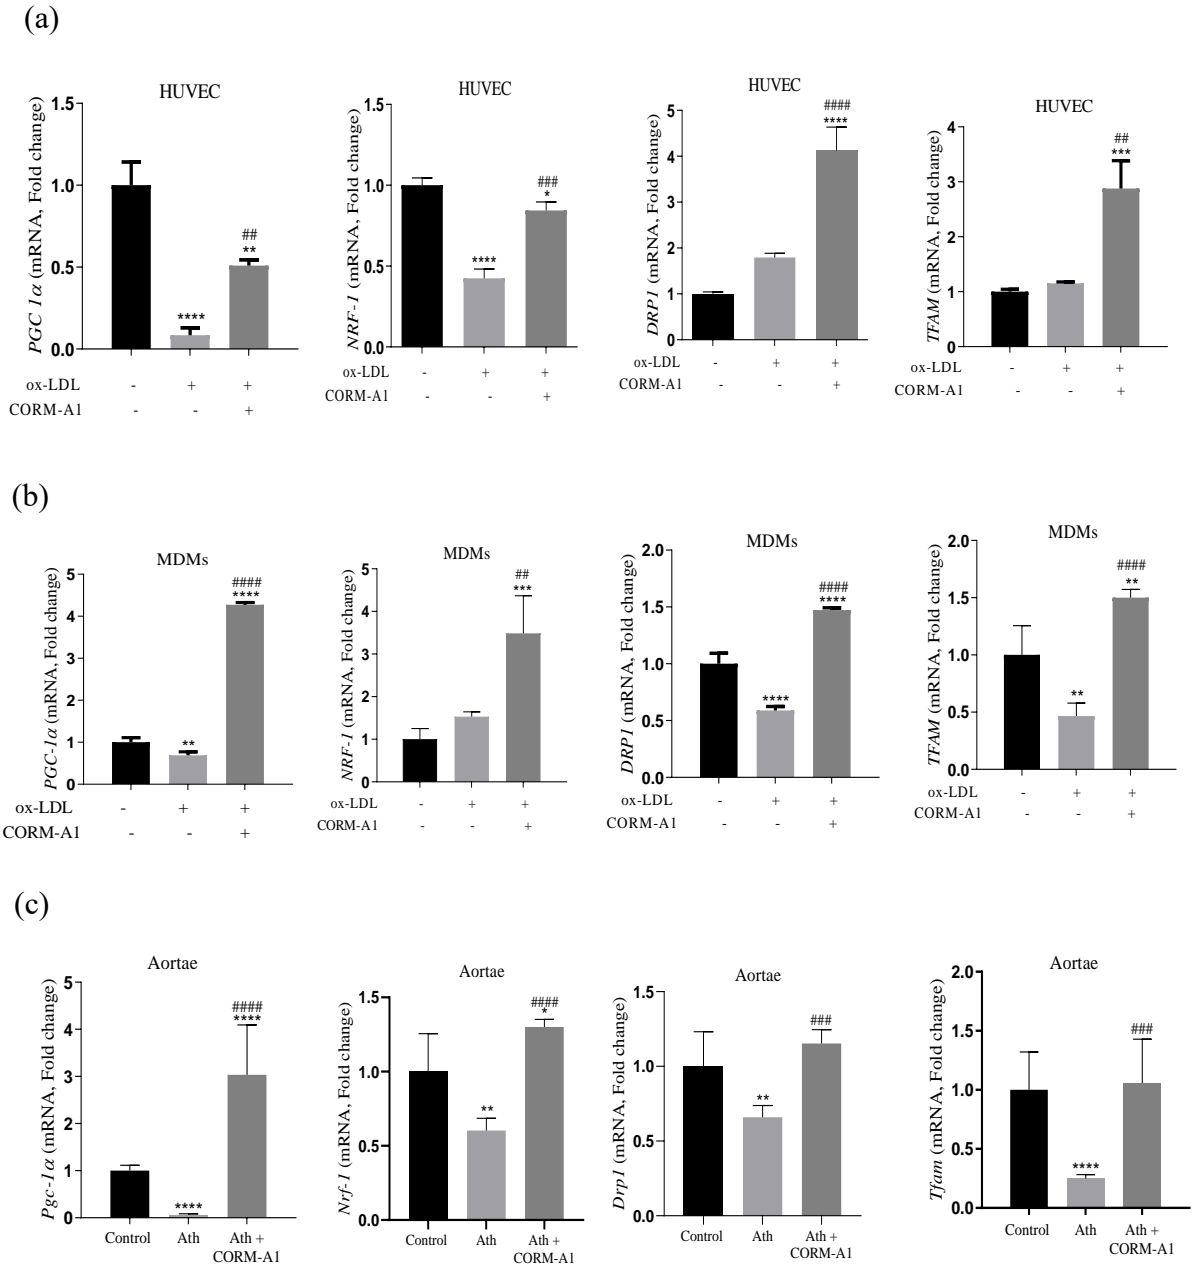 (a)
HUVEC
PGC 1α (mRNA, Fold change)
1.5
1.0
0.5
0.0
##
**
****
ox-LDL - + +
CORM-A1 - - +
HUVEC
NRF-1 (mRNA, Fold change)
1.5
1.0
0.5
0.0
###
*
****
ox-LDL - + +
CORM-A1 - - +
HUVEC
DRP1 (mRNA, Fold change)
5
4
3
2
1
0
####
****
ox-LDL - + +
CORM-A1 - - +
HUVEC
TFAM (mRNA, Fold change)
4
3
2
1
0
##
***
ox-LDL - + +
CORM-A1 - - +
(b)
MDMs
PGC-1α (mRNA, Fold change)
5
4
3
2
1
0
####
****
**
ox-LDL - + +
CORM-A1 - - +
MDMs
NRF-1 (mRNA, Fold change)
5
4
3
2
1
0
##
***
ox-LDL - + +
CORM-A1 - - +
MDMs
DRP1 (mRNA, Fold change)
2.0
1.5
1.0
0.5
0.0
####
****
****
ox-LDL - + +
CORM-A1 - - +
MDMs
TFAM (mRNA, Fold change)
2.0
1.5
1.0
0.5
0.0
####
**
**
ox-LDL - + +
CORM-A1 - - +
(c)
Aortae
Pgc-1α (mRNA, Fold change)
5
4
3
2
1
0
####
****
****
Control Ath Ath +
CORM-A1
Aortae
Nrf-1 (mRNA, Fold change)
1.5
1.0
0.5
0.0
####
*
**
Control Ath Ath +
CORM-A1
Aortae
Drp1 (mRNA, Fold change)
1.5
1.0
0.5
0.0
###
**
Control Ath Ath +
CORM-A1
Aortae
Tfam (mRNA, Fold change)
2.0
1.5
1.0
0.5
0.0
###
****
Control Ath Ath +
CORM-A1